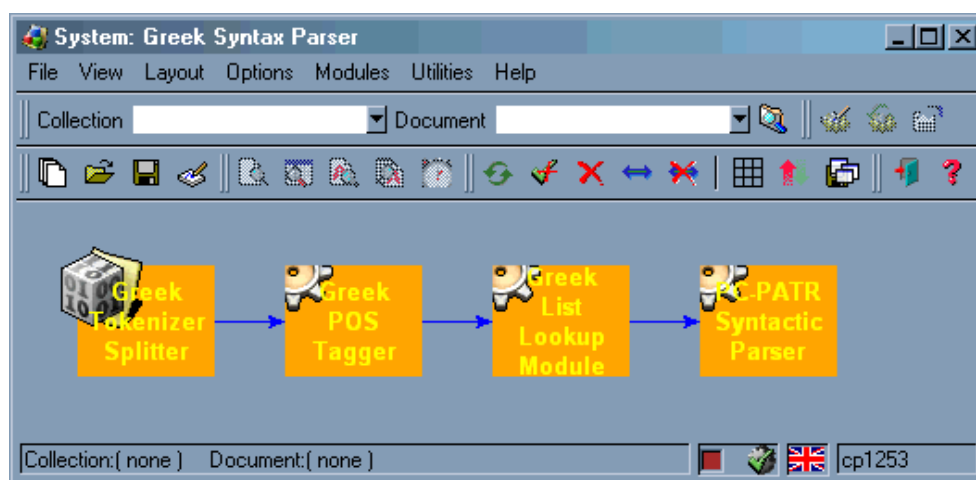 System: Greek Syntax Parser
File View Layout Options Modules Utilities Help
Collection Document
Greek Tokenizer Splitter
Greek POS Tagger
Greek List Lookup Module
PC-PATR Syntactic Parser
Collection:( none ) Document:( none ) cp1253